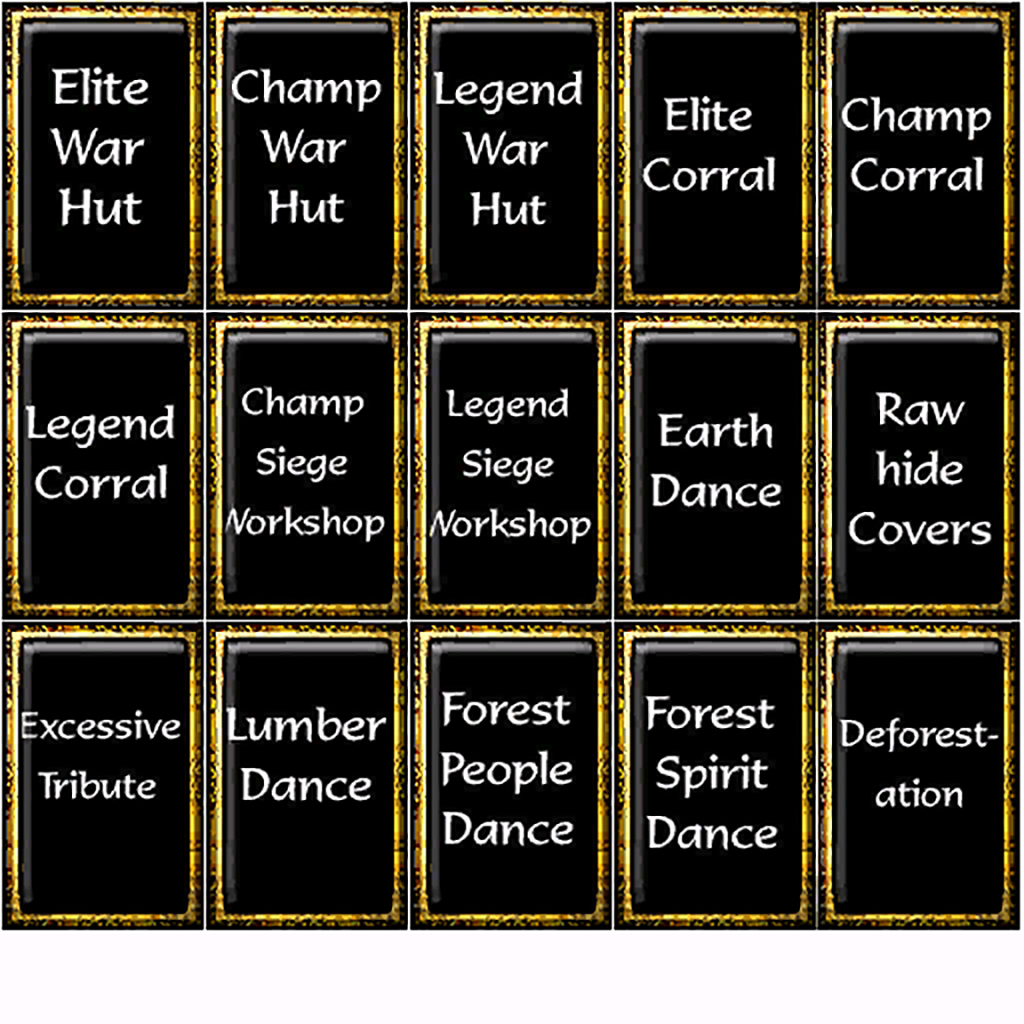 Elite
War
Hut
Champ
War
Hut
Legend
War
Hut
Elite
Corral
Champ
Corral
Legend
Corral
Champ
Siege
Workshop
Legend
Siege
Workshop
Earth
Dance
Raw
hide
Covers
Excessive
Tribute
Lumber
Dance
Forest
People
Dance
Forest
Spirit
Dance
Deforest-
ation